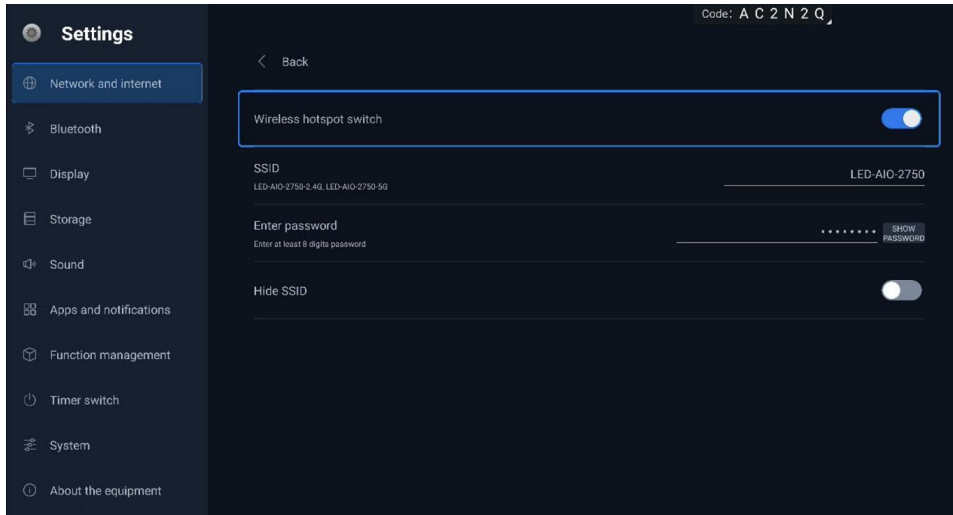 Code: A C 2 N 2 Q
Settings
Back
Network and internet
Wireless hotspot switch
Bluetooth
SSID
LED-AIO-2750
LED-AIO-2750-2.4G, LED-AIO-2750-5G
Display
Storage
Enter password
SHOW
PASSWORD
Enter at least 8 digits password
Sound
Hide SSID
Apps and notifications
Function management
Timer switch
System
About the equipment